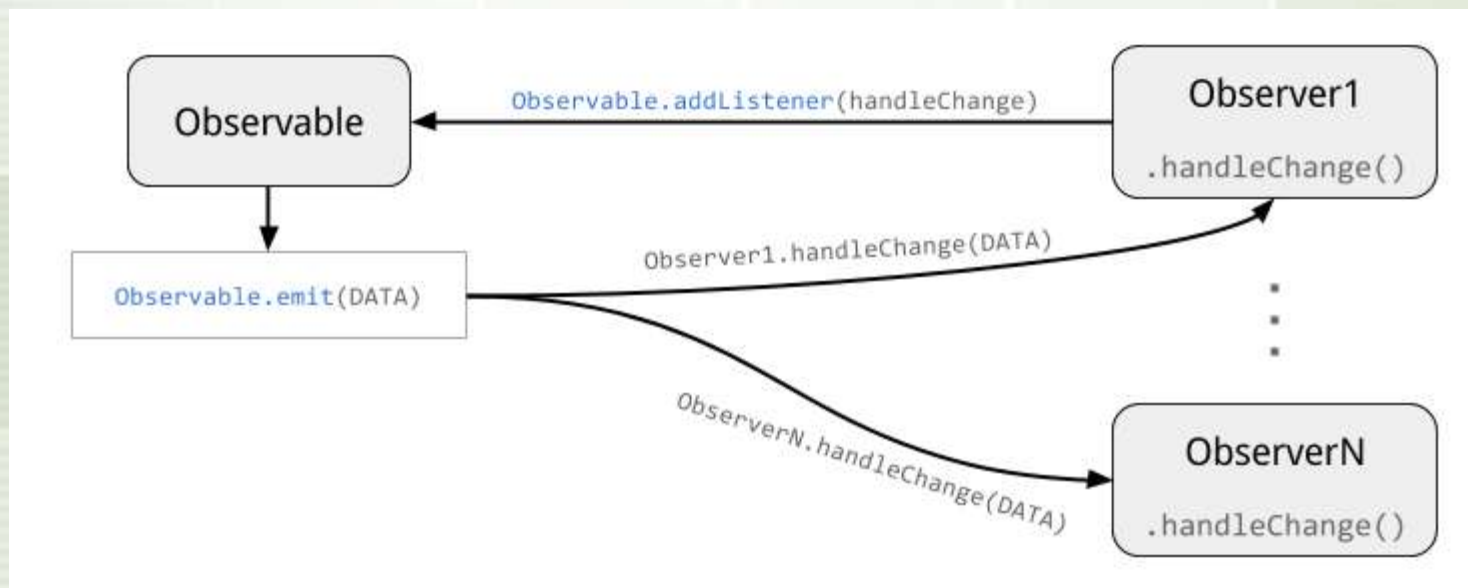 Observable
Observable.addListener(handleChange)
Observer1
.handleChange()
Observable.emit(DATA)
Observer1.handleChange(DATA)
ObserverN.handleChange(DATA)
ObserverN
.handleChange()